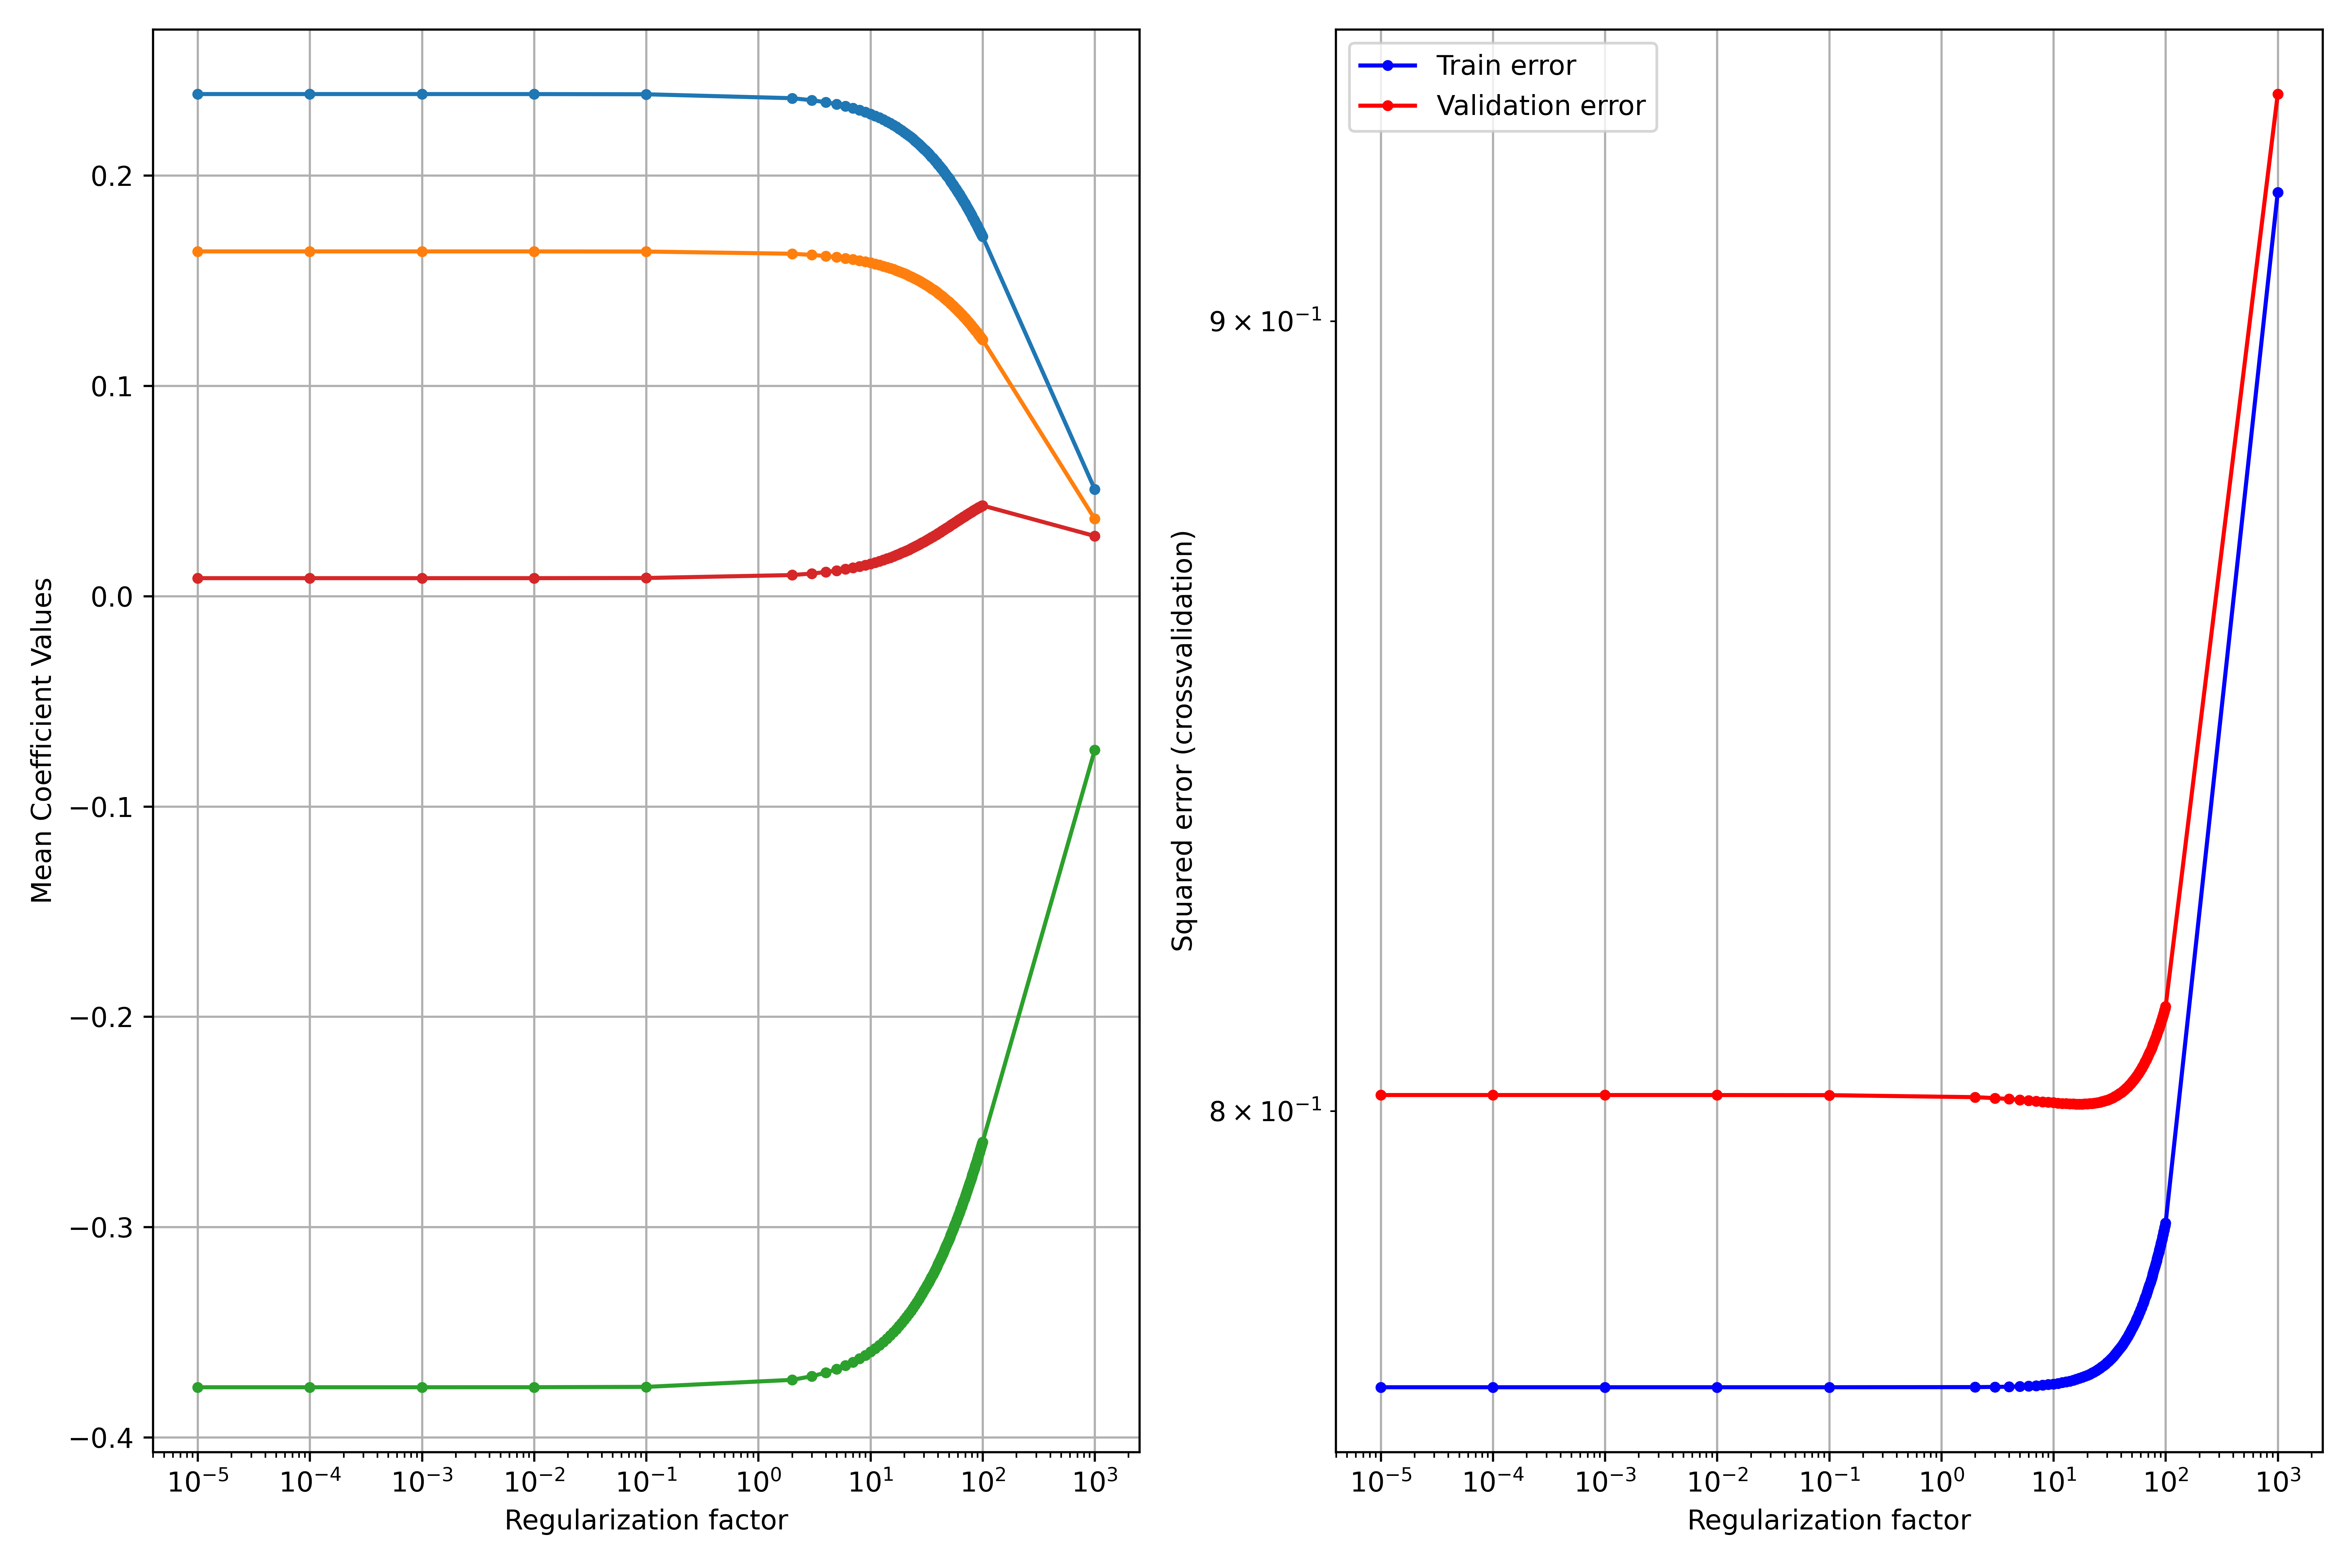 Mean Coefficient Values
0.2
0.1
0.0
−0.1
−0.2
−0.3
−0.4
10⁻⁵ 10⁻⁴ 10⁻³ 10⁻² 10⁻¹ 10⁰ 10¹ 10² 10³
Regularization factor
Squared error (crossvalidation)
Train error
Validation error
9 × 10⁻¹
8 × 10⁻¹
10⁻⁵ 10⁻⁴ 10⁻³ 10⁻² 10⁻¹ 10⁰ 10¹ 10² 10³
Regularization factor